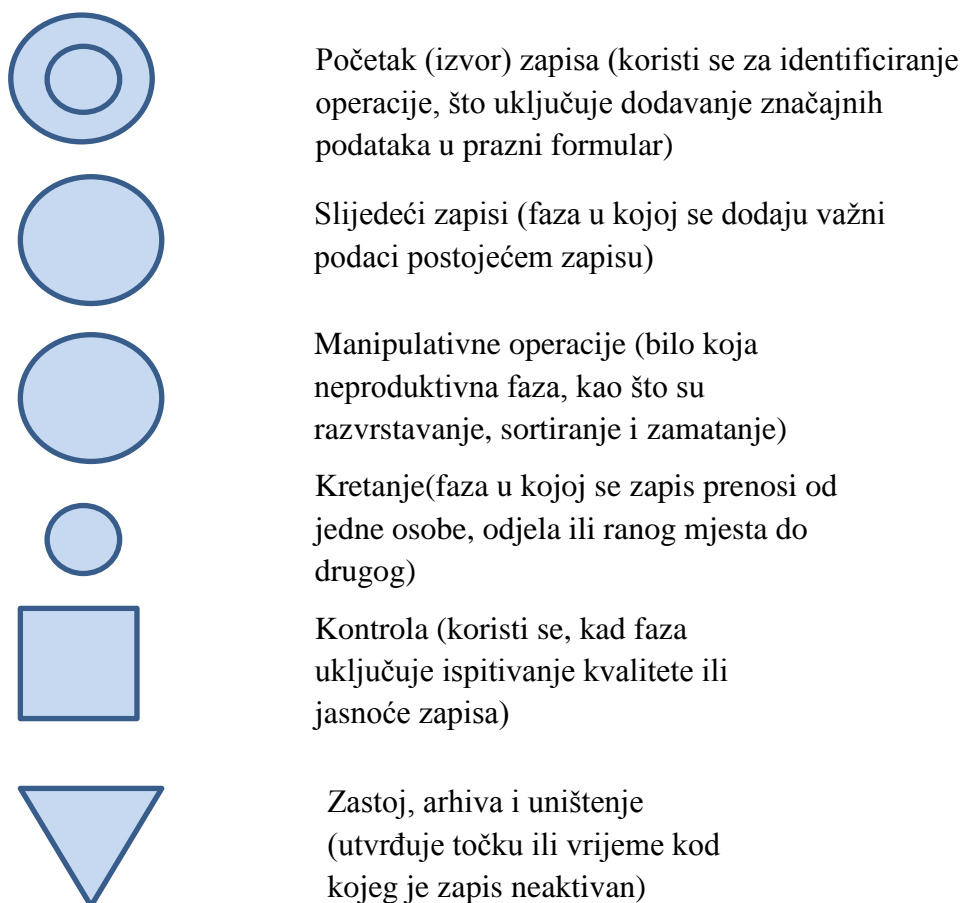 Početak (izvor) zapisa (koristi se za identificiranje
operacije, što uključuje dodavanje značajnih
podataka u prazni formular)
Slijedeći zapisi (faza u kojoj se dodaju važni
podaci postojećem zapisu)
Manipulativne operacije (bilo koja
neproduktivna faza, kao što su
razvrstavanje, sortiranje i zamatanje)
Kretanje(faza u kojoj se zapis prenosi od
jedne osobe, odjela ili ranog mjesta do
drugog)
Kontrola (koristi se, kad faza
uključuje ispitivanje kvalitete ili
jasnoće zapisa)
Zastoj, arhiva i uništenje
(utvrđuje točku ili vrijeme kod
kojeg je zapis neaktivan)